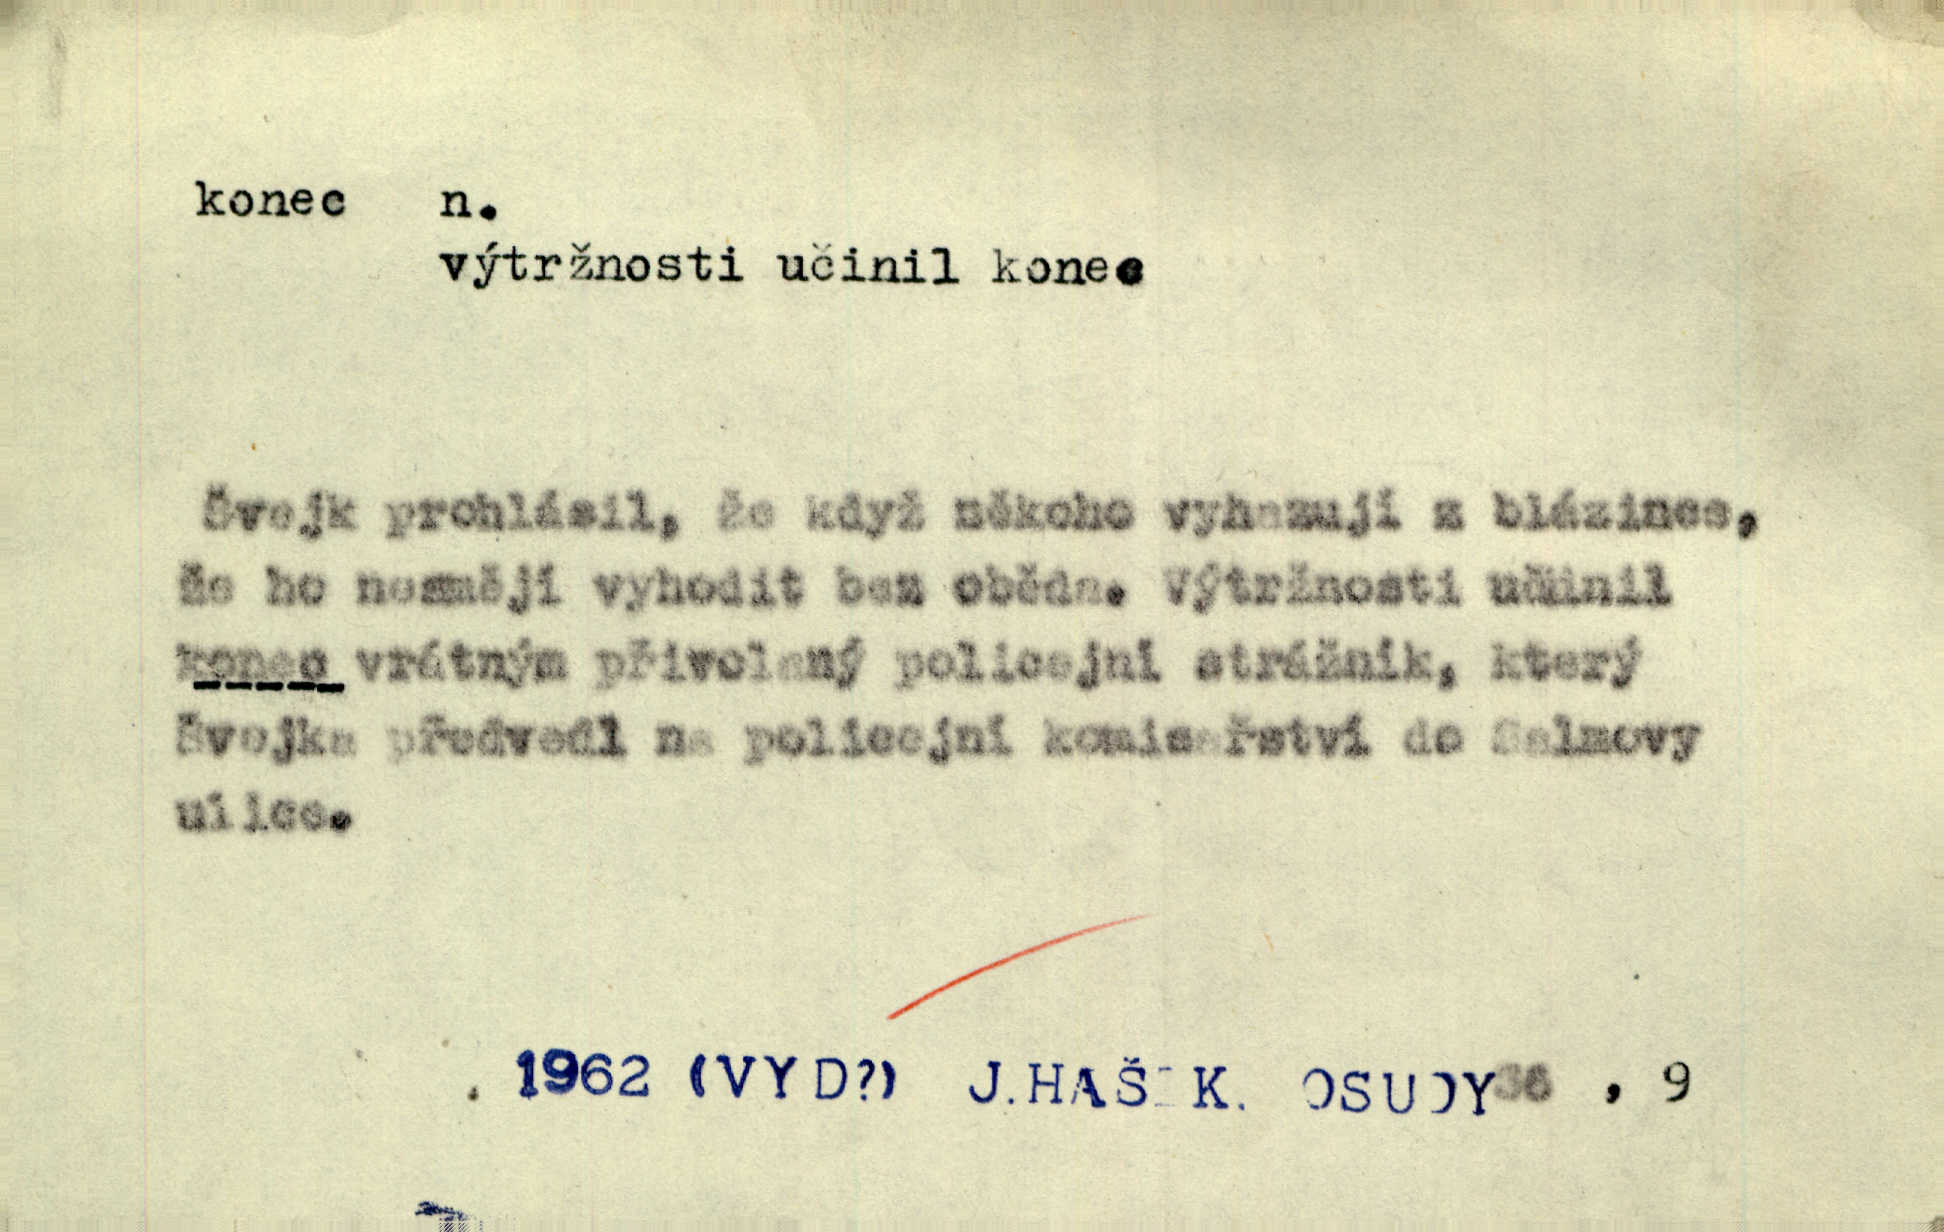 konec n.
výtržnosti učinil konec
Švejk prohlásil, že když někoho vyhazují z blázince,
že ho nesmějí vyhodit bez oběda. Výtržnosti učinil
konec vrátným přivolaný policejní strážník, který
Švejka předvedl na policejní komisařství do Salmovy
ulice.
. 1962 (VYD?) J.HAŠEK. OSUDY 36 , 9